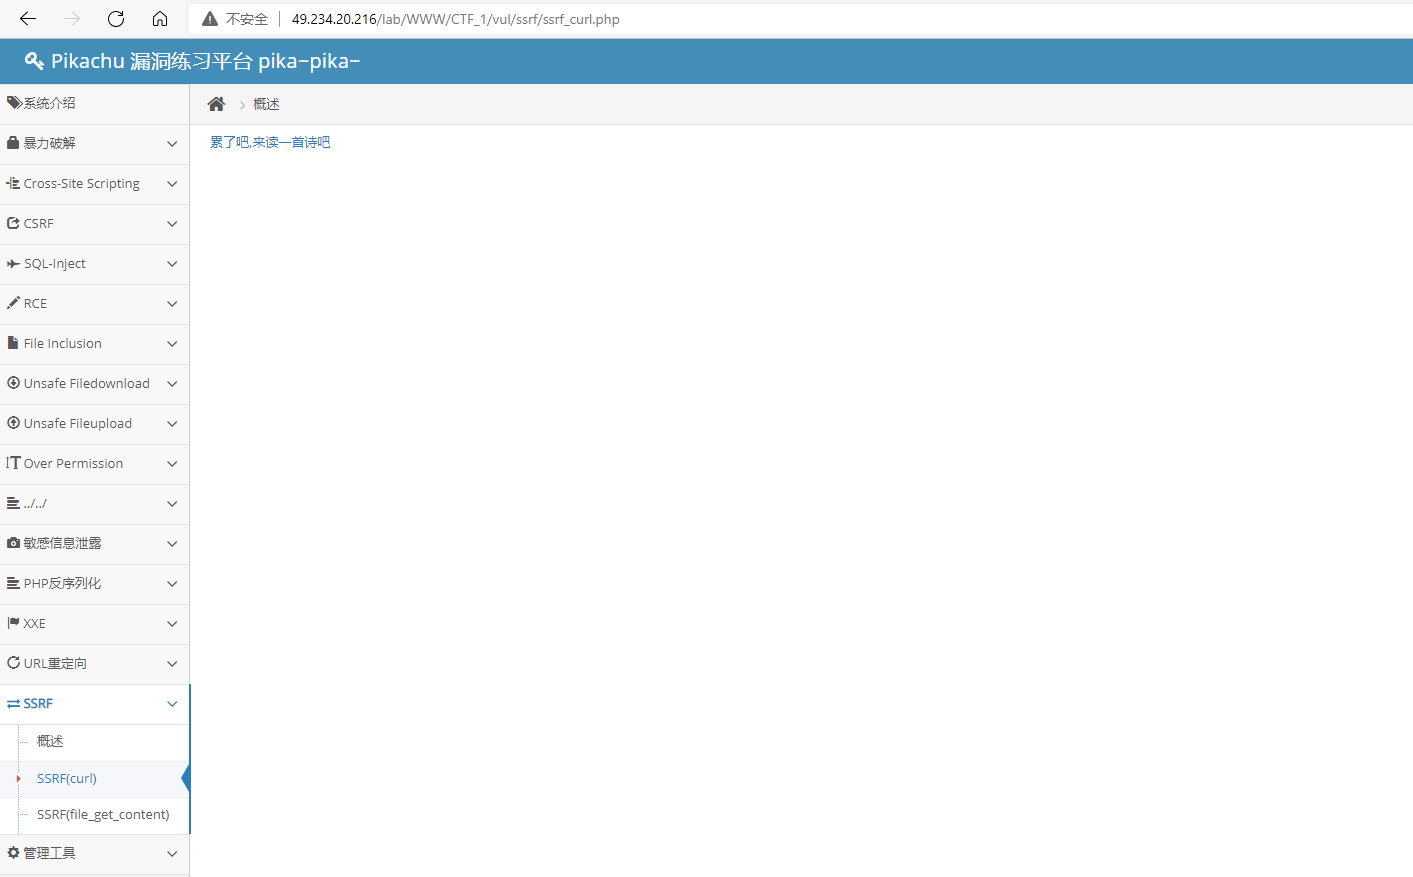 不安全 49.234.20.216/lab/WWW/CTF_1/vul/ssrf/ssrf_curl.php
Pikachu 漏洞练习平台 pika~pika~
系统介绍
概述
暴力破解
累了吧,来读一首诗吧
Cross-Site Scripting
CSRF
SQL-Inject
RCE
File Inclusion
Unsafe Filedownload
Unsafe Fileupload
Over Permission
../../
敏感信息泄露
PHP反序列化
XXE
URL重定向
SSRF
概述
SSRF(curl)
SSRF(file_get_content)
管理工具